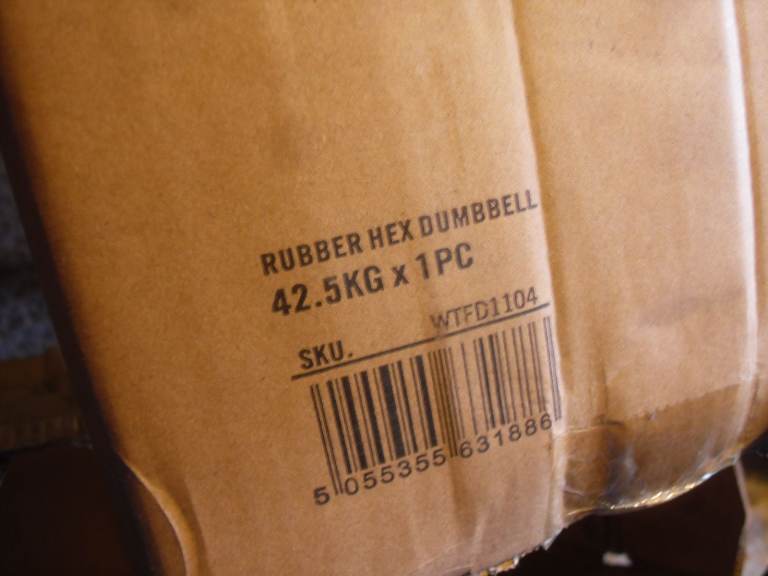 RUBBER HEX DUMBBELL
42.5KG x 1PC
SKU. WTFD1104
5 055355 631886